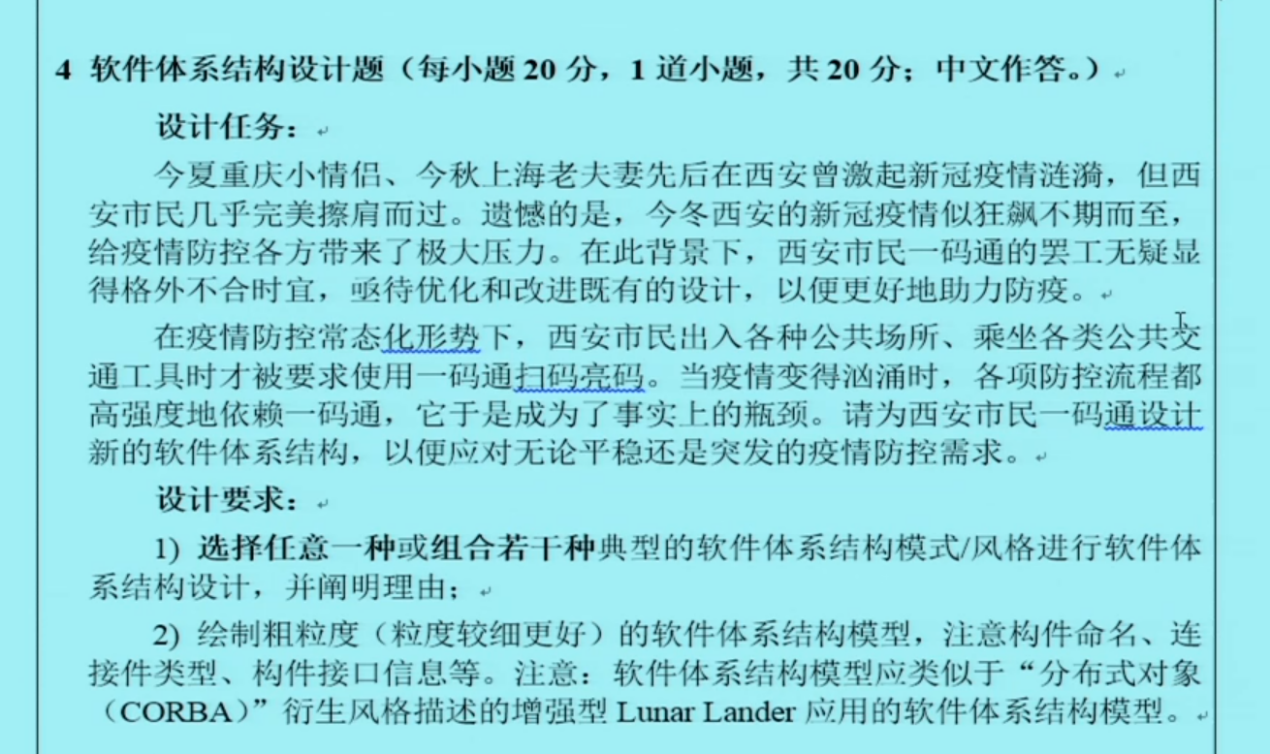 4 软件体系结构设计题（每小题 20 分，1 道小题，共 20 分；中文作答。）
设计任务：
今夏重庆小情侣、今秋上海老夫妻先后在西安曾激起新冠疫情涟漪，但西
安市民几乎完美擦肩而过。遗憾的是，今冬西安的新冠疫情似狂飙不期而至，
给疫情防控各方带来了极大压力。在此背景下，西安市民一码通的罢工无疑显
得格外不合时宜，亟待优化和改进既有的设计，以便更好地助力防疫。
在疫情防控常态化形势下，西安市民出入各种公共场所、乘坐各类公共交
通工具时才被要求使用一码通扫码亮码。当疫情变得汹涌时，各项防控流程都
高强度地依赖一码通，它于是成为了事实上的瓶颈。请为西安市民一码通设计
新的软件体系结构，以便应对无论平稳还是突发的疫情防控需求。
设计要求：
1) 选择任意一种或组合若干种典型的软件体系结构模式/风格进行软件体
系结构设计，并阐明理由；
2) 绘制粗粒度（粒度较细更好）的软件体系结构模型，注意构件命名、连
接件类型、构件接口信息等。注意：软件体系结构模型应类似于“分布式对象
（CORBA）”衍生风格描述的增强型 Lunar Lander 应用的软件体系结构模型。